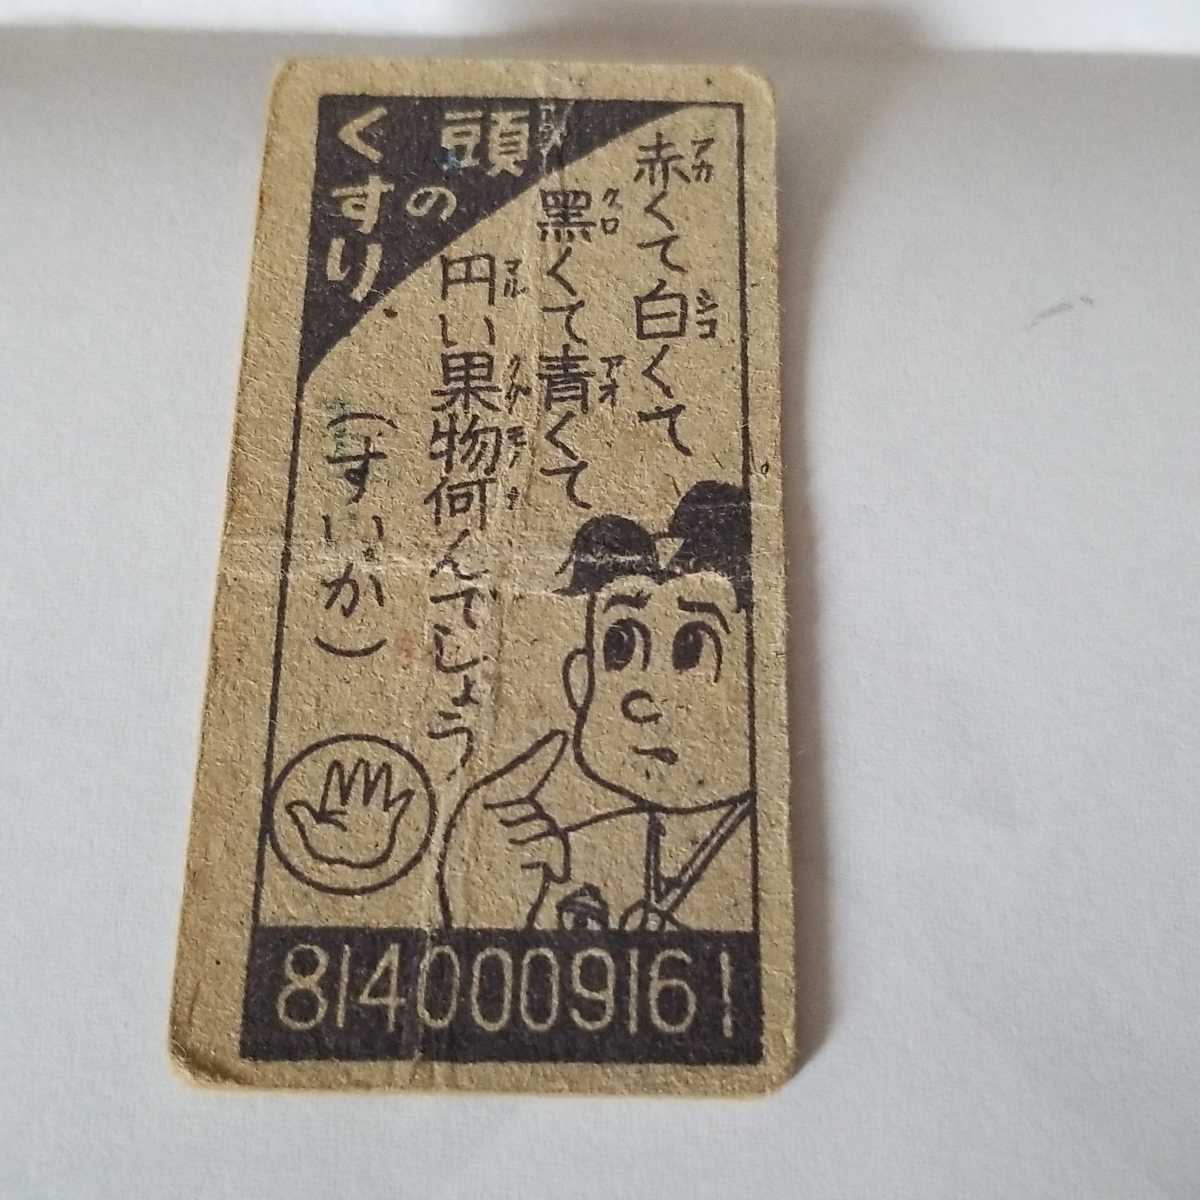 頭の
くすり
赤くて白くて
黒くて青くて
円い果物何んでしょう
(すいか)
8140009161